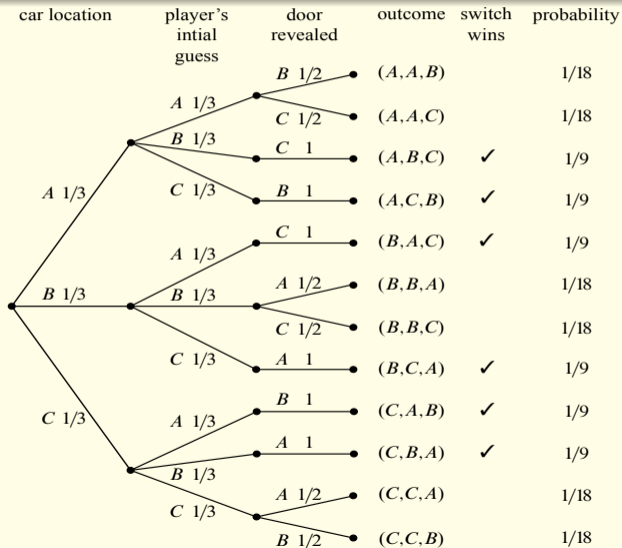 car location player's door outcome switch probability
intial revealed wins
guess
B 1/2 (A,A,B) 1/18
A 1/3
C 1/2 (A,A,C) 1/18
B 1/3 C 1 (A,B,C) ✓ 1/9
A 1/3 C 1/3 B 1 (A,C,B) ✓ 1/9
C 1 (B,A,C) ✓ 1/9
A 1/3
B 1/3 B 1/3 A 1/2 (B,B,A) 1/18
C 1/2 (B,B,C) 1/18
C 1/3 A 1 (B,C,A) ✓ 1/9
B 1 (C,A,B) ✓ 1/9
C 1/3 A 1/3
A 1 (C,B,A) ✓ 1/9
B 1/3
A 1/2 (C,C,A) 1/18
C 1/3
B 1/2 (C,C,B) 1/18